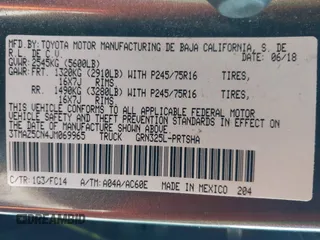 MFD.BY:TOYOTA MOTOR MANUFACTURING DE BAJA CALIFORNIA, S. DE
R.L. DE C.V.
DATE: 06/18
GVWR:2545KG (5600LB)
GAWR: FRT. 1320KG (2910LB) WITH P245/75R16 TIRES,
16X7J RIMS
RR. 1490KG (3280LB) WITH P245/75R16 TIRES,
16X7J RIMS
THIS VEHICLE CONFORMS TO ALL APPLICABLE FEDERAL MOTOR
VEHICLE SAFETY STANDARDS IN EFFECT ON
THE DATE OF MANUFACTURE SHOWN ABOVE.
3TMAZ5CN4JM069965 TRUCK GRN325L-PRTSHA
C/TR: 1G3/FC14 A/TM: A04A/AC60E MADE IN MEXICO 204